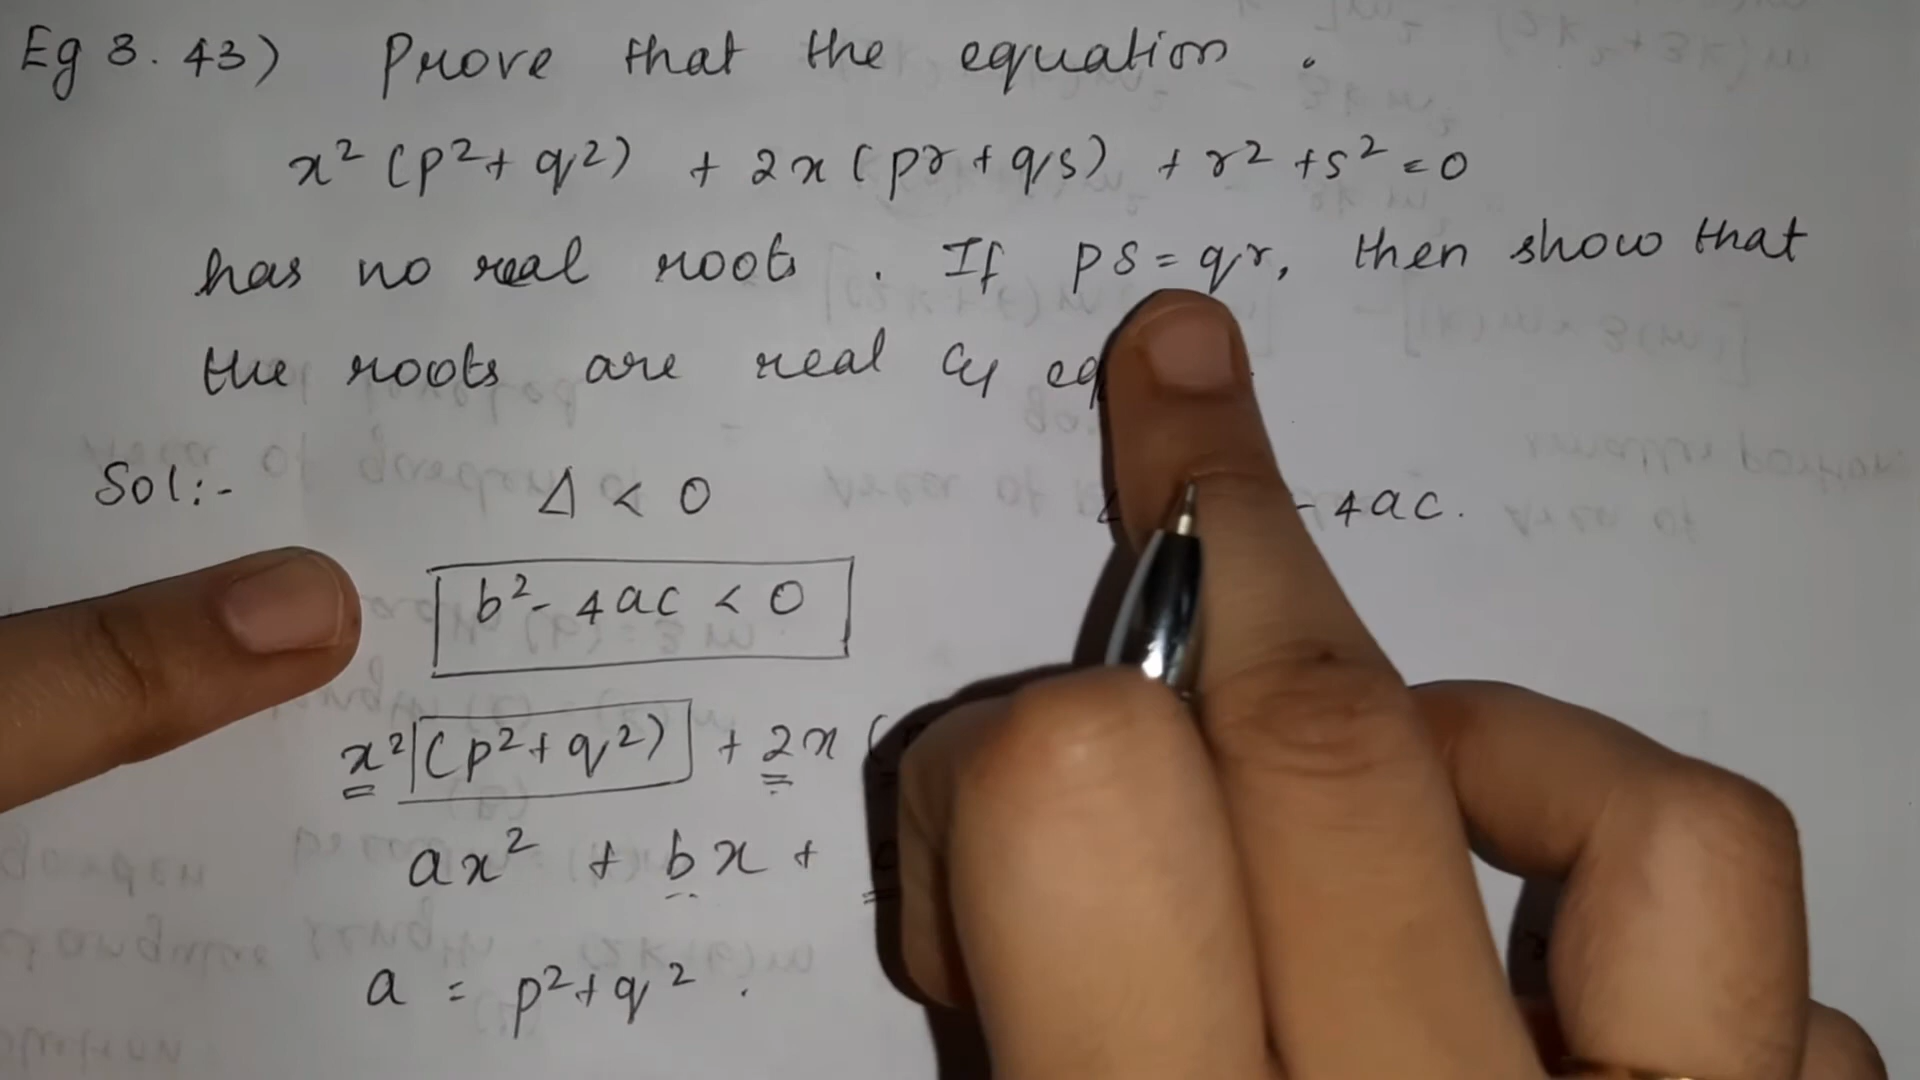 Eg 3.43) Prove that the equation.
x² (p² + q²) + 2x (pr + qs) + r² + s² = 0
has no real roots. If ps = qr, then show that
the roots are real & eq
Sol:- Δ < 0 - 4ac.
b² - 4ac < 0
x² (p² + q²) + 2x (
ax² + bx + c
a = p² + q².